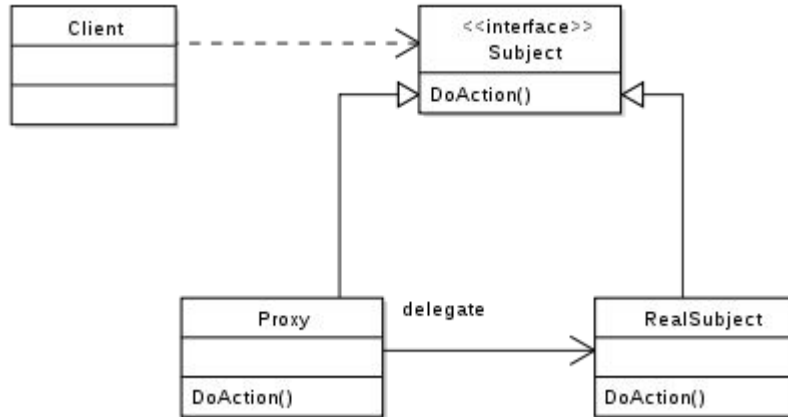 Client
<<interface>>
Subject
DoAction()
Proxy
delegate
RealSubject
DoAction()
DoAction()